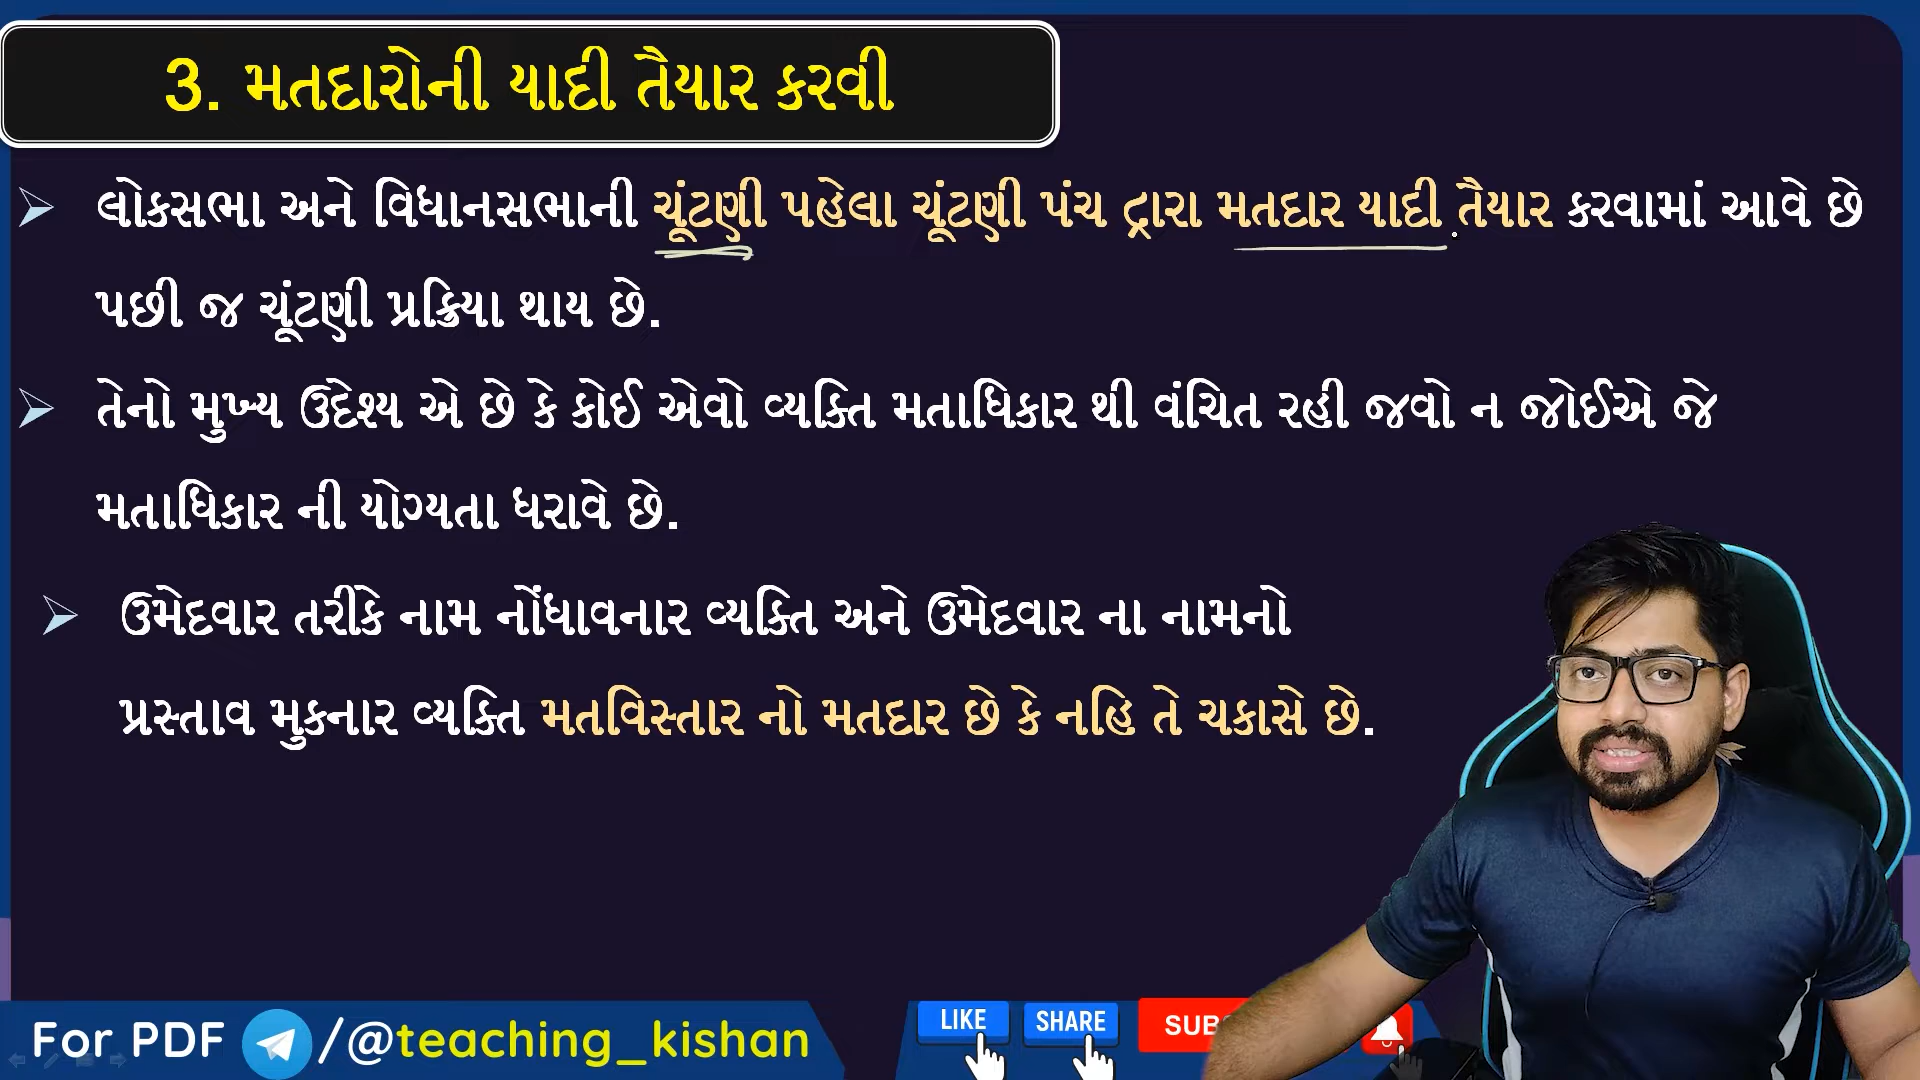 3. મતદારોની યાદી તૈયાર કરવી
લોકસભા અને વિધાનસભાની ચૂંટણી પહેલા ચૂંટણી પંચ દ્રારા મતદાર યાદી તૈયાર કરવામાં આવે છે
પછી જ ચૂંટણી પ્રક્રિયા થાય છે.
તેનો મુખ્ય ઉદેશ્ય એ છે કે કોઈ એવો વ્યક્તિ મતાધિકાર થી વંચિત રહી જવો ન જોઈએ જે
મતાધિકાર ની યોગ્યતા ધરાવે છે.
ઉમેદવાર તરીકે નામ નોંધાવનાર વ્યક્તિ અને ઉમેદવાર ના નામનો
પ્રસ્તાવ મુકનાર વ્યક્તિ મતવિસ્તાર નો મતદાર છે કે નહિ તે ચકાસે છે.
For PDF /@teaching_kishan
LIKE SHARE